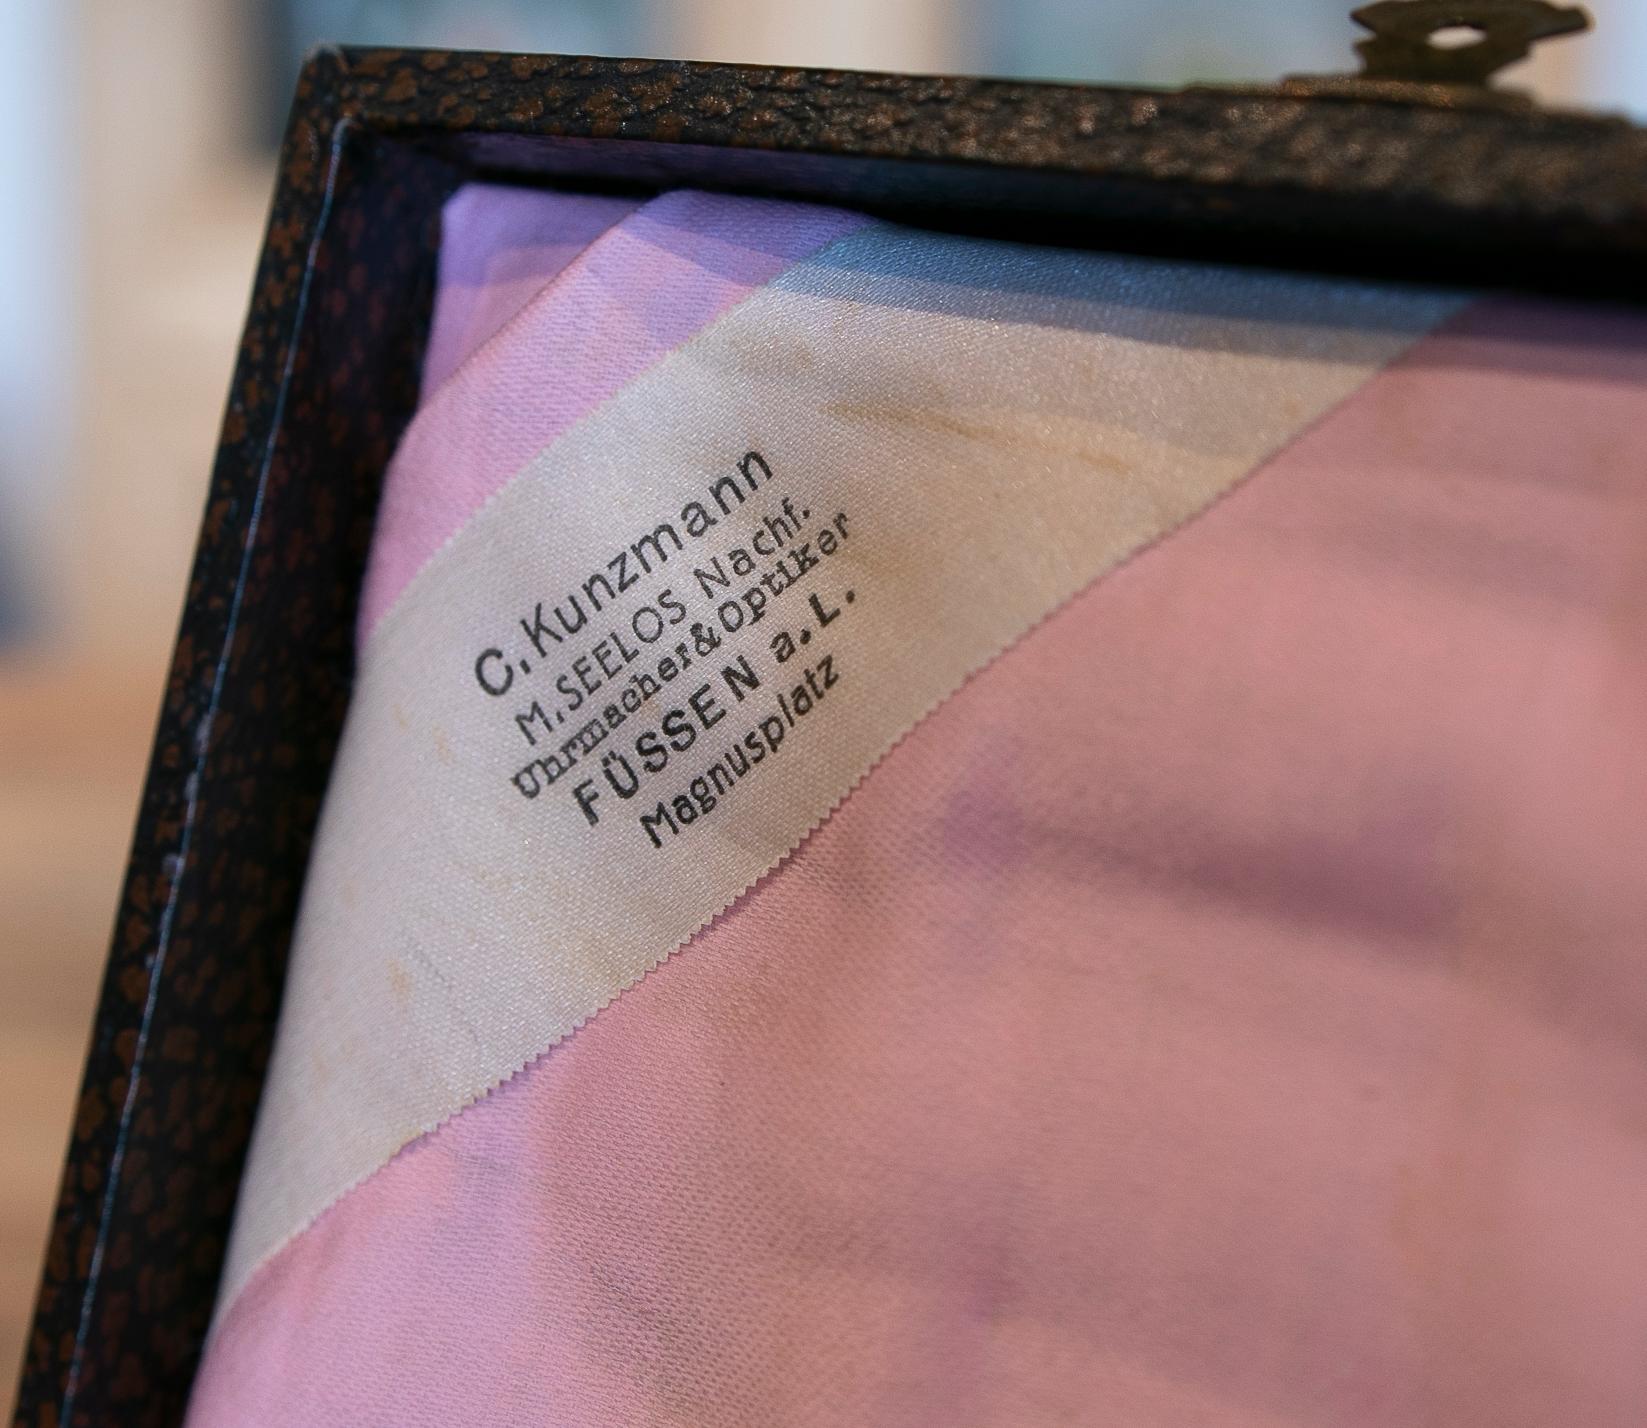 C. Kunzmann
M. SEELOS Nachf.
Uhrmacher & Optiker
FÜSSEN a. L.
Magnusplatz